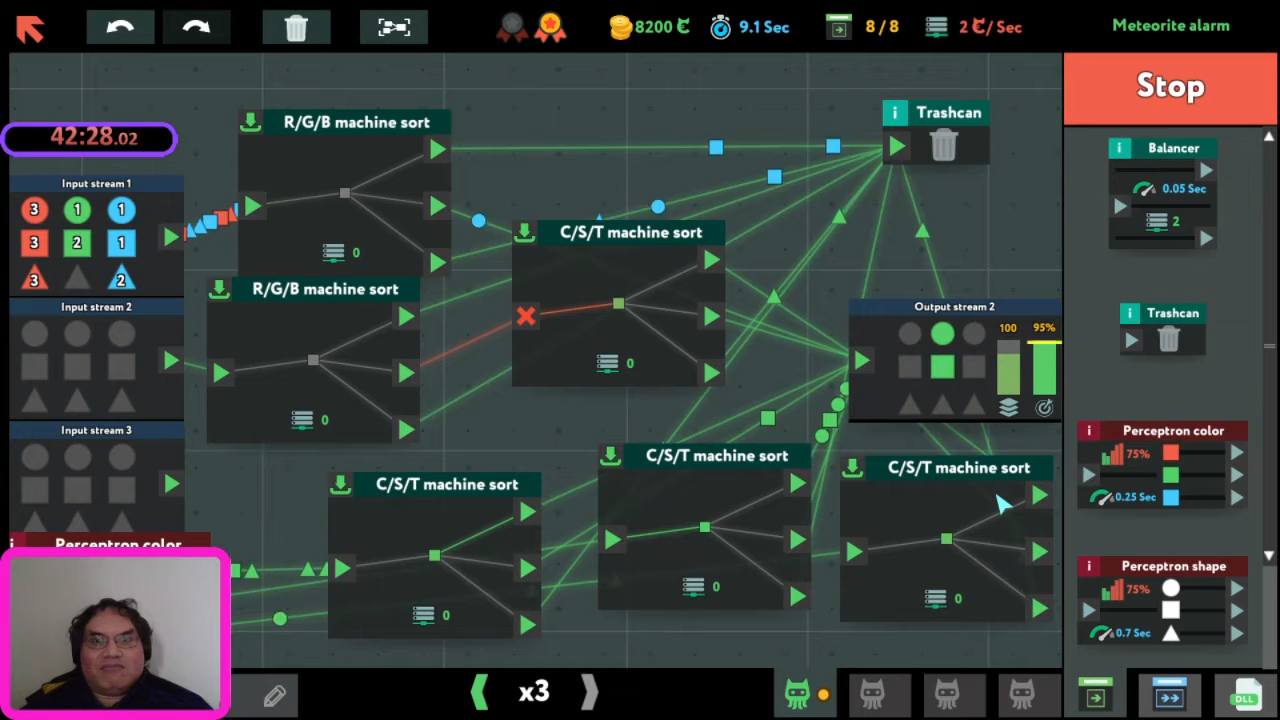 8200
9.1 Sec
8 / 8
2 /Sec
Meteorite alarm
Stop
42:28.02
Input stream 1
3 1 1
3 2 1
3 2
Input stream 2
Input stream 3
R/G/B machine sort
0
R/G/B machine sort
0
C/S/T machine sort
0
C/S/T machine sort
0
C/S/T machine sort
0
C/S/T machine sort
0
i Trashcan
Output stream 2
100 95%
i Balancer
0.05 Sec
2
i Trashcan
i Perceptron color
75%
0.25 Sec
i Perceptron shape
75%
0.7 Sec
i Perceptron color
x3
DLL